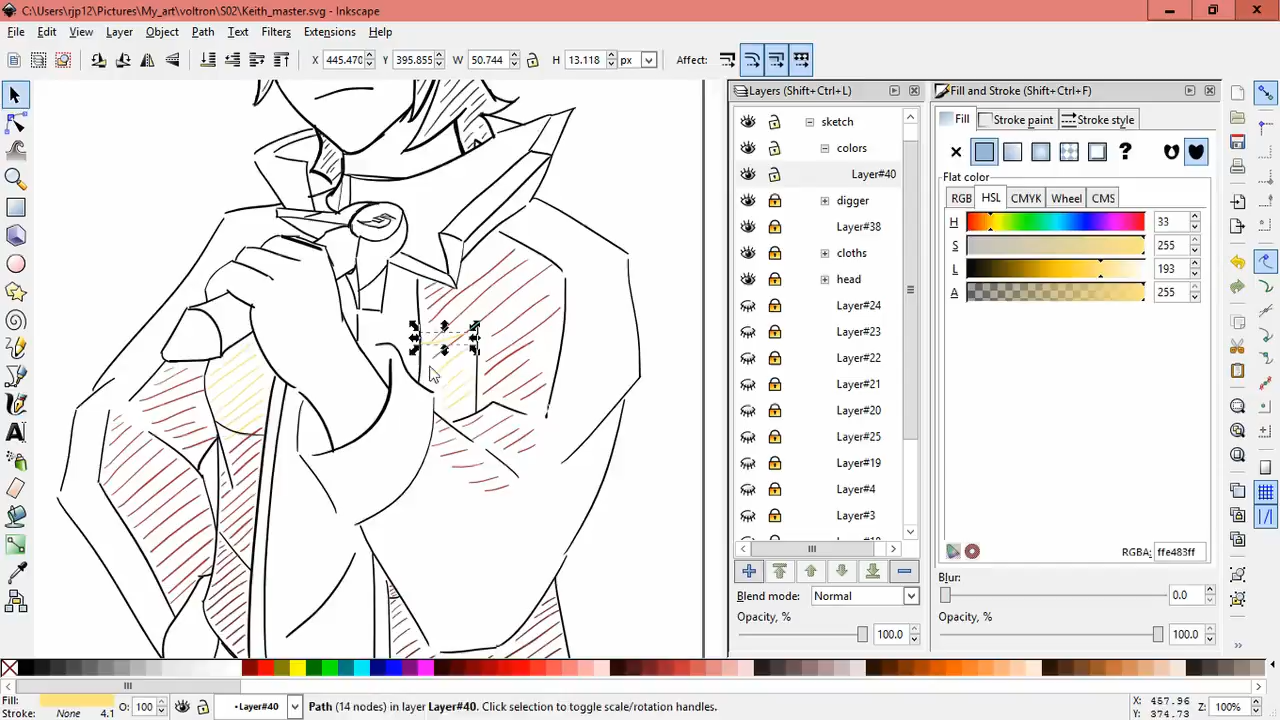 C:\Users\rjp12\Pictures\My_art\voltron\S02\Keith_master.svg - Inkscape
File Edit View Layer Object Path Text Filters Extensions Help
X 445.470 Y 395.855 W 50.744 H 13.118 px Affect:
Layers (Shift+Ctrl+L)
sketch
colors
Layer#40
digger
Layer#38
cloths
head
Layer#24
Layer#23
Layer#22
Layer#21
Layer#20
Layer#25
Layer#19
Layer#4
Layer#3
Blend mode: Normal
Opacity, %
100.0
Fill and Stroke (Shift+Ctrl+F)
Fill Stroke paint Stroke style
Flat color
RGB HSL CMYK Wheel CMS
H 33
S 255
L 193
A 255
RGBA: ffe483ff
Blur:
0.0
Opacity, %
100.0
Fill:
Stroke: None 4.1
O: 100
•Layer#40
Path (14 nodes) in layer Layer#40. Click selection to toggle scale/rotation handles.
X: 457.96
Y: 374.73
Z: 100%